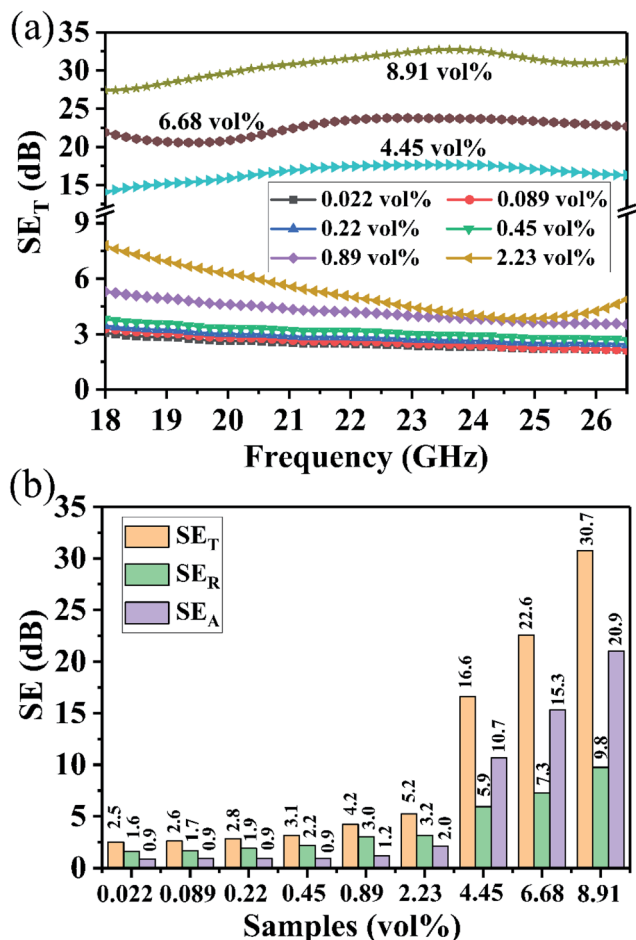 (a)
35
30
25
20
15
9
6
3
0
SE_T (dB)
8.91 vol%
6.68 vol%
4.45 vol%
0.022 vol% 0.089 vol%
0.22 vol% 0.45 vol%
0.89 vol% 2.23 vol%
18 19 20 21 22 23 24 25 26
Frequency (GHz)
(b)
35
30
25
20
15
10
5
0
SE (dB)
SE_T
SE_R
SE_A
2.5 1.6 0.9 2.6 1.7 0.9 2.8 1.9 0.9 3.1 2.2 0.9 4.2 3.0 1.2 5.2 3.2 2.0 16.6 5.9 10.7 22.6 7.3 15.3 30.7 9.8 20.9
0.022 0.089 0.22 0.45 0.89 2.23 4.45 6.68 8.91
Samples (vol%)